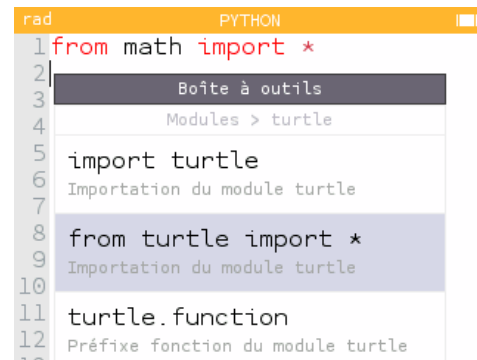 rad PYTHON
1 from math import *
2
Boîte à outils
3
4 Modules > turtle
5 import turtle
6 Importation du module turtle
7
8 from turtle import *
9 Importation du module turtle
10
11 turtle.function
12 Préfixe fonction du module turtle